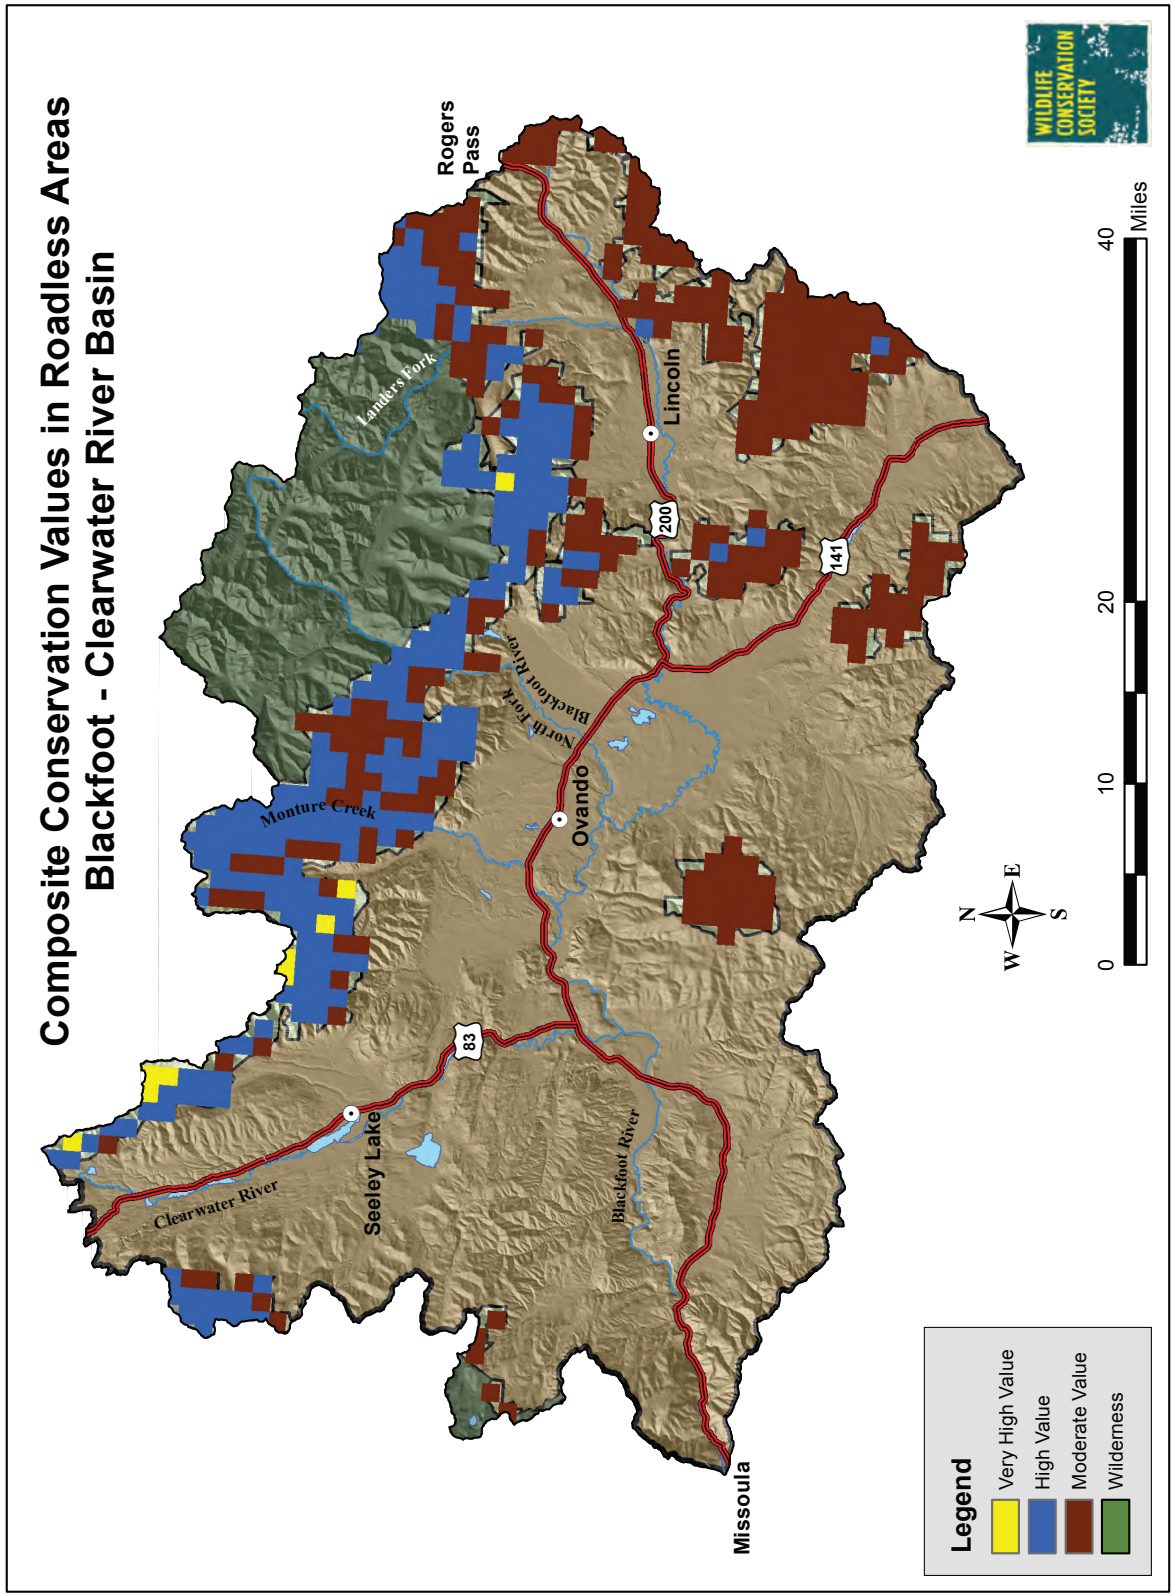 Composite Conservation Values in Roadless Areas
Blackfoot - Clearwater River Basin
Rogers
Pass
WILDLIFE
CONSERVATION
SOCIETY
Landers Fork
Lincoln
200
141
North Fork
Blackfoot River
Monture Creek
Ovando
83
Seeley Lake
Clearwater River
Blackfoot River
Missoula
N
W
E
S
0
10
20
40
Miles
Legend
Very High Value
High Value
Moderate Value
Wilderness